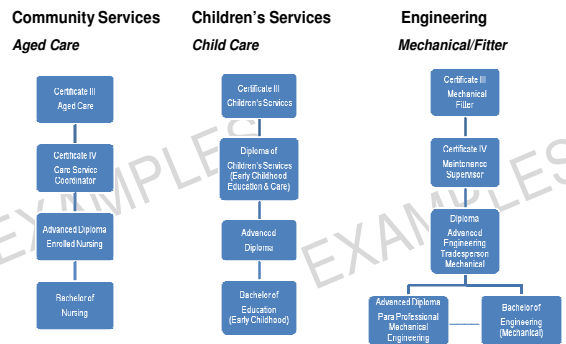 Community Services
Aged Care
Certificate III
Aged Care
Certificate IV
Care Service
Coordinator
Advanced Diploma
Enrolled Nursing
Bachelor of
Nursing
Children's Services
Child Care
Certificate III
Children's Services
Diploma of
Children's Services
(Early Childhood
Education & Care)
Advanced
Diploma
Bachelor of
Education
(Early Childhood)
Engineering
Mechanical/Fitter
Certificate III
Mechanical
Fitter
Certificate IV
Maintenance
Supervisor
Diploma
Advanced
Engineering
Tradesperson
Mechanical
Advanced Diploma
Para Professional
Mechanical
Engineering
Bachelor of
Engineering
(Mechanical)
EXAMPLES
EXAMPLES